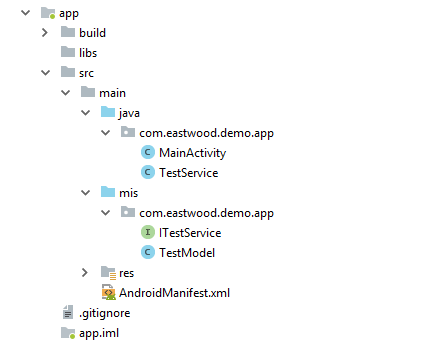 app
build
libs
src
main
java
com.eastwood.demo.app
C MainActivity
C TestService
mis
com.eastwood.demo.app
I ITestService
C TestModel
res
AndroidManifest.xml
.gitignore
app.iml